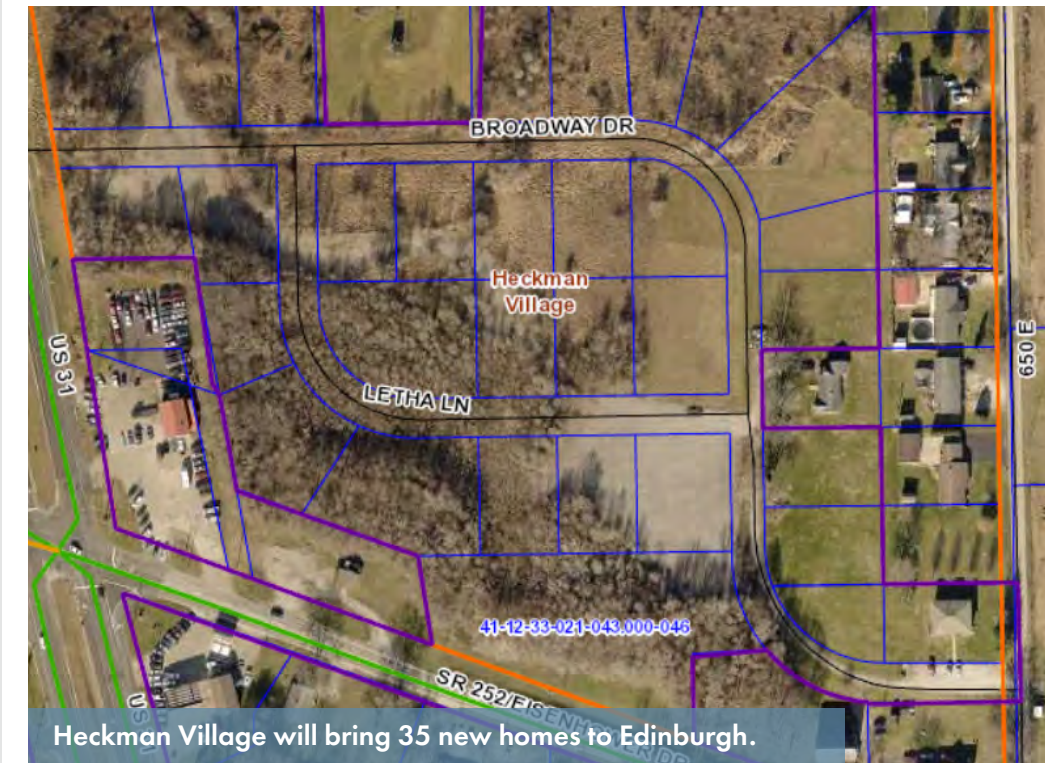 BROADWAY DR
Heckman
Village
US 31
650 E
LETHA LN
41-12-33-021-043.000-046
SR 252/EISENHOWER DR
US
Heckman Village will bring 35 new homes to Edinburgh.